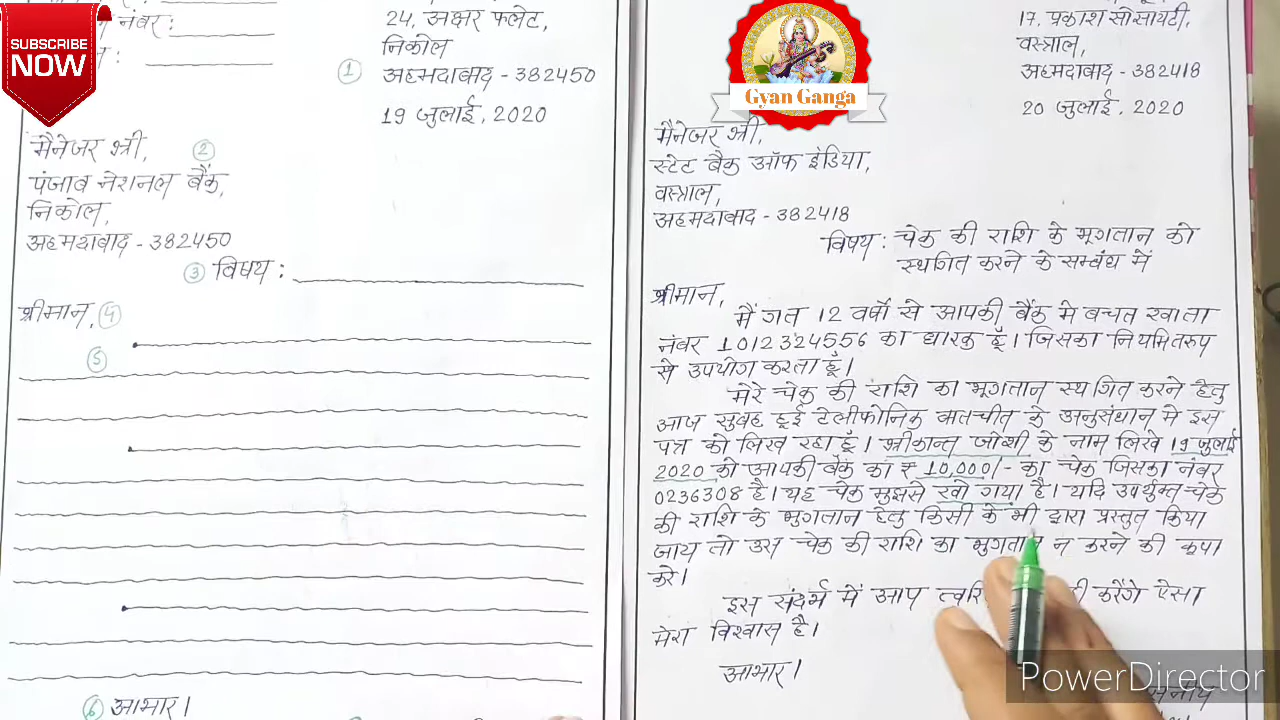 SUBSCRIBE
NOW
नंबर :
24, अक्षर फ्लेट,
निकोल
① अहमदाबाद - 382450
19 जुलाई, 2020
मैनेजर श्री, ②
पंजाब नेशनल बैंक,
निकोल,
अहमदाबाद - 382450
③ विषय :
श्रीमान, ④
⑤
⑥ आभार।
Gyan Ganga
17, प्रकाश सोसायटी,
वस्त्राल,
अहमदाबाद - 382418
20 जुलाई, 2020
मैनेजर श्री,
स्टेट बैंक ऑफ इंडिया,
वस्त्राल,
अहमदाबाद - 382418
विषय : चेक की राशि के भूगतान को
स्थगित करने के सम्बंध में
श्रीमान,
मैं गत 12 वर्षो से आपकी बैंक मे बचत खाता
नंबर 1012324556 का धारक हूँ। जिसका नियमितरुप
से उपयोग करता हूँ।
मेरे चेक की राशि का भूगतान स्थगित करने हेतु
आज सुबह हूई टेलीफोनिक बातचीत के अनुसंधान मे इस
पत्र को लिख रहा हूँ। श्रीकान्त जोशी के नाम लिखे 19 जुलाई
2020 को आपकी बैंक का ₹ 10,000/- का चेक जिसका नंबर
0236308 है। यह चेक मुझसे खो गया है। यदि उपर्युक्त चेक
की राशि के भुगतान हेतु किसी के भी द्वारा प्रस्तुत किया
जाय तो उस चेक की राशि का भुगतान न करने की कृपा
करे।
इस संदर्भ में आप करेंगे ऐसा
मेरा विश्वास है।
आभार।
PowerDirector